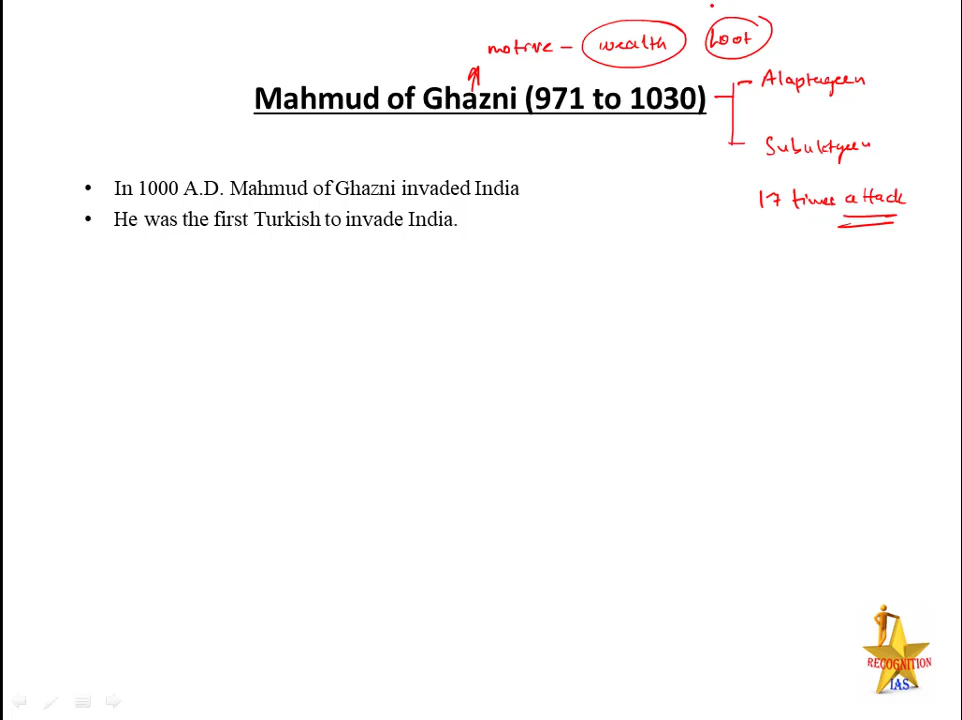 motive – wealth loot
Mahmud of Ghazni (971 to 1030)
Alaptageen
Subuktgeen
17 times attack
• In 1000 A.D. Mahmud of Ghazni invaded India
• He was the first Turkish to invade India.
RECOGNITION
IAS